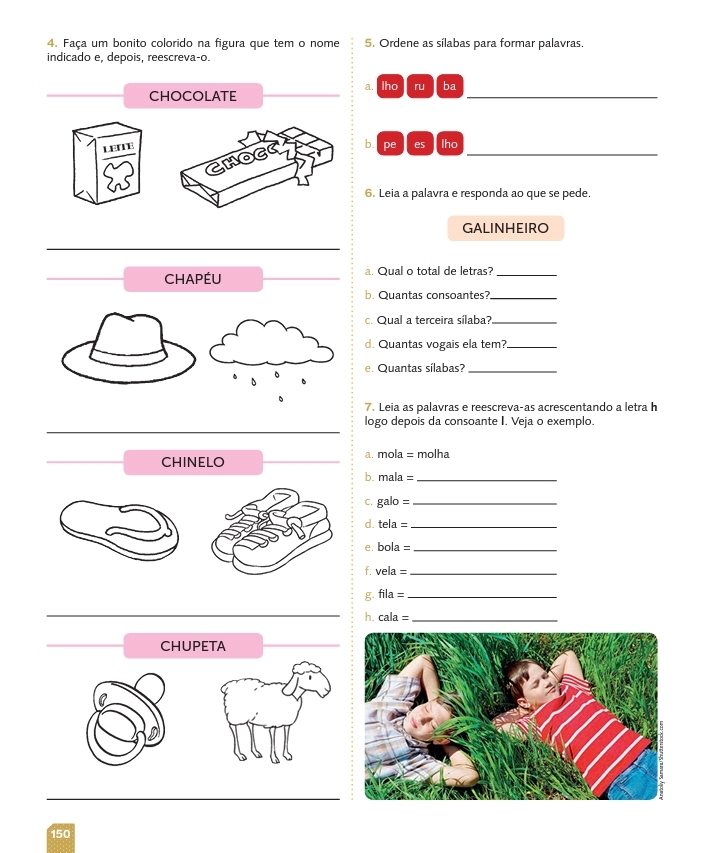 4. Faça um bonito colorido na figura que tem o nome
indicado e, depois, reescreva-o.
CHOCOLATE
LEITE
CHOCO
CHAPÉU
CHINELO
CHUPETA
150
5. Ordene as sílabas para formar palavras.
a. lho ru ba
b. pe es lho
6. Leia a palavra e responda ao que se pede.
GALINHEIRO
a. Qual o total de letras?
b. Quantas consoantes?
c. Qual a terceira sílaba?
d. Quantas vogais ela tem?
e. Quantas sílabas?
7. Leia as palavras e reescreva-as acrescentando a letra h
logo depois da consoante l. Veja o exemplo.
a. mola = molha
b. mala =
c. galo =
d. tela =
e. bola =
f. vela =
g. fila =
h. cala =